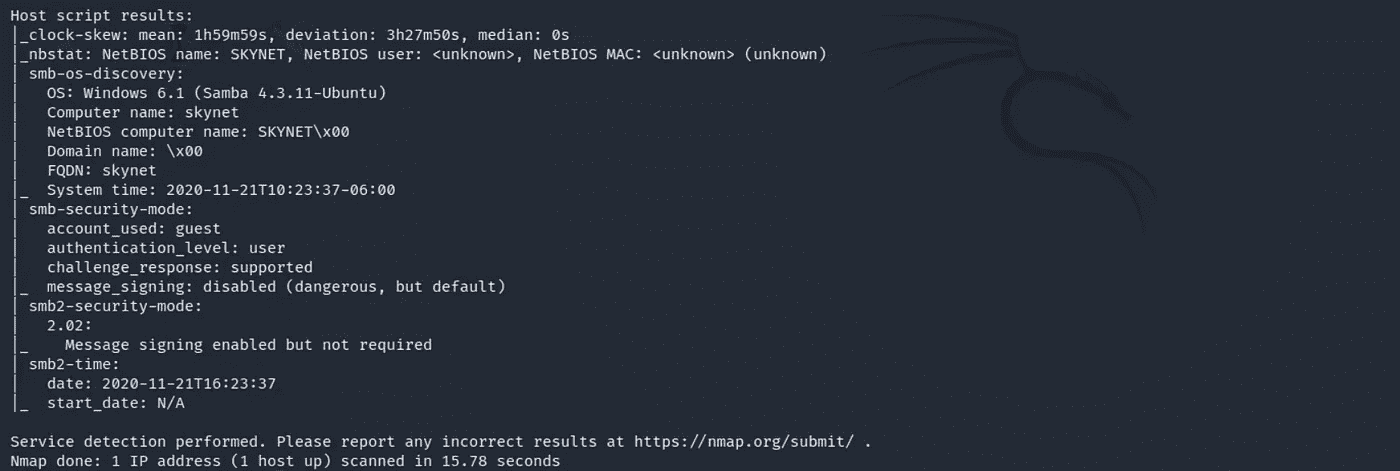 Host script results:
|_clock-skew: mean: 1h59m59s, deviation: 3h27m50s, median: 0s
|_nbstat: NetBIOS name: SKYNET, NetBIOS user: <unknown>, NetBIOS MAC: <unknown> (unknown)
| smb-os-discovery:
|   OS: Windows 6.1 (Samba 4.3.11-Ubuntu)
|   Computer name: skynet
|   NetBIOS computer name: SKYNET\x00
|   Domain name: \x00
|   FQDN: skynet
|_  System time: 2020-11-21T10:23:37-06:00
| smb-security-mode:
|   account_used: guest
|   authentication_level: user
|   challenge_response: supported
|_  message_signing: disabled (dangerous, but default)
| smb2-security-mode:
|   2.02:
|_    Message signing enabled but not required
| smb2-time:
|   date: 2020-11-21T16:23:37
|_  start_date: N/A
Service detection performed. Please report any incorrect results at https://nmap.org/submit/ .
Nmap done: 1 IP address (1 host up) scanned in 15.78 seconds